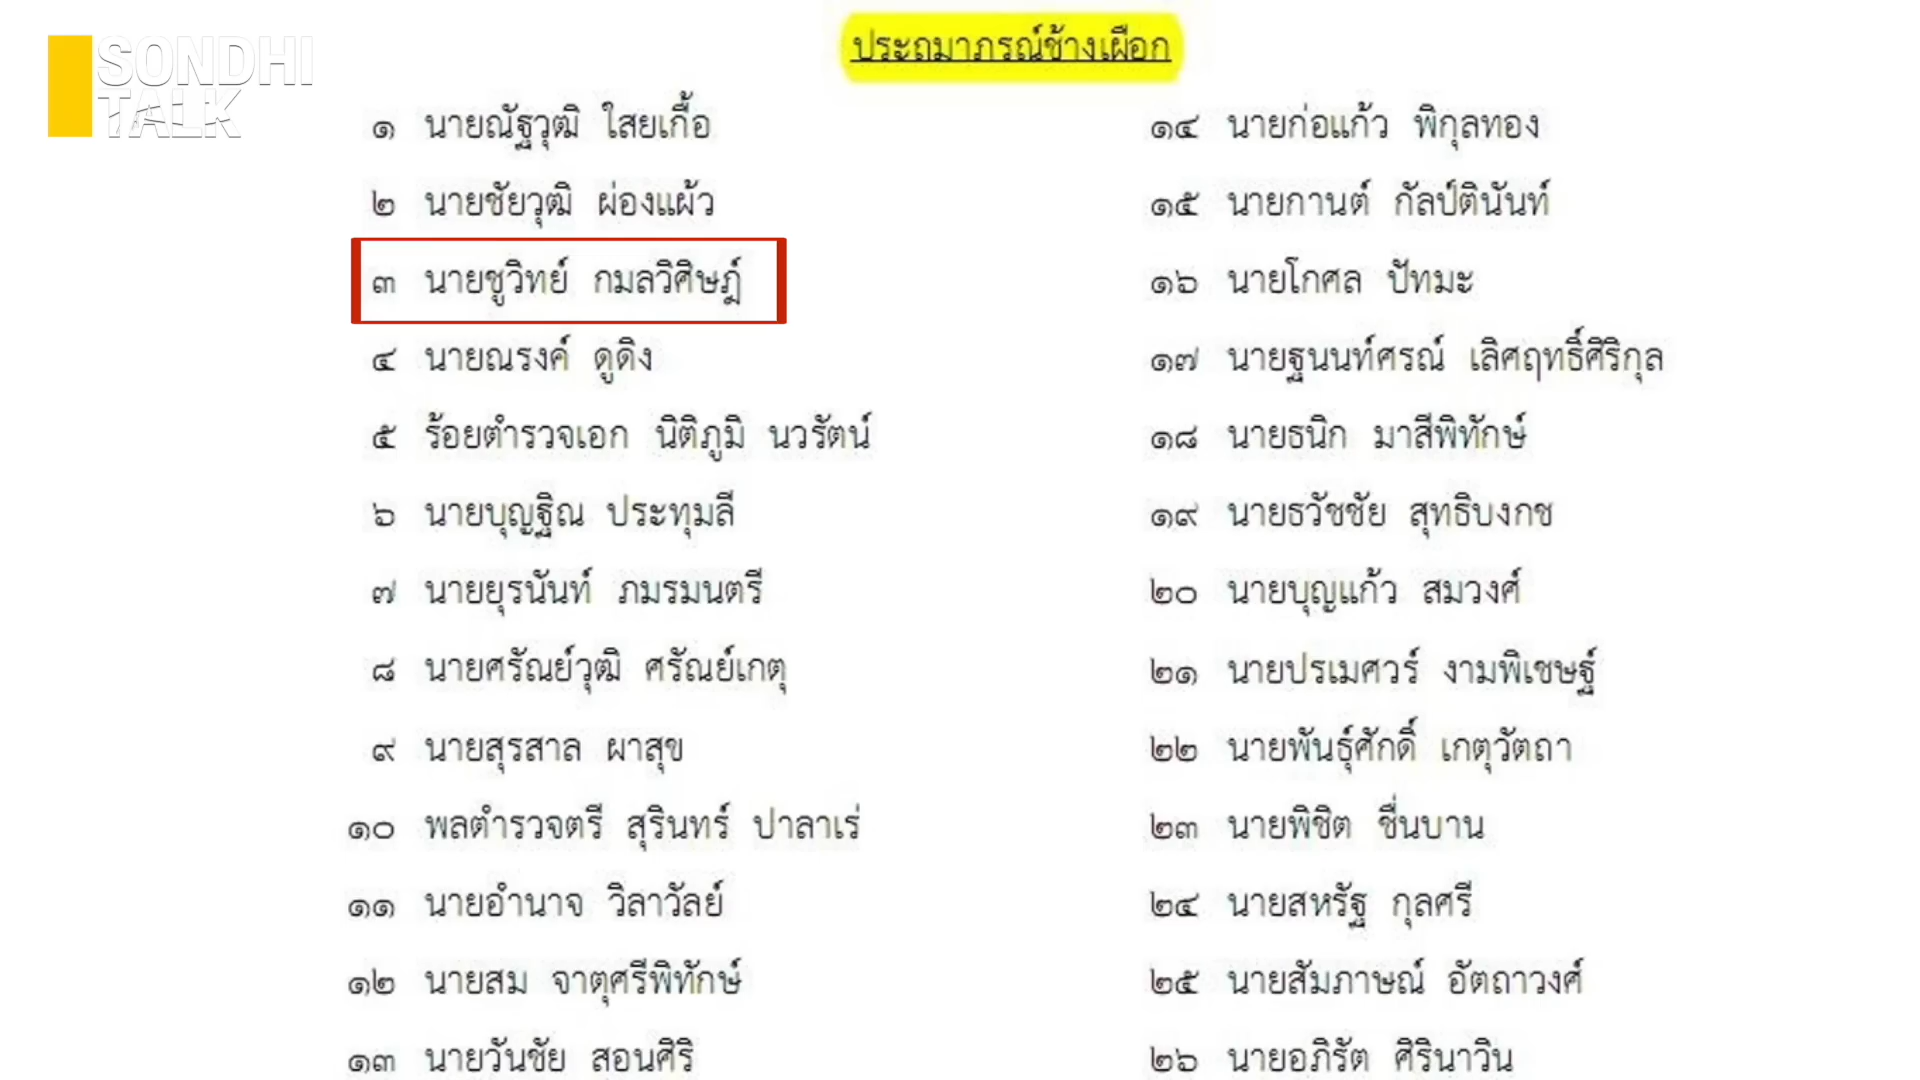 SONDHI
TALK
ประถมาภรณ์ช้างเผือก
๑ นายณัฐวุฒิ ใสยเกื้อ
๒ นายชัยวุฒิ ผ่องแผ้ว
๓ นายชูวิทย์ กมลวิศิษฎ์
๔ นายณรงค์ ดูดิง
๕ ร้อยตำรวจเอก นิติภูมิ นวรัตน์
๖ นายบุญฐิณ ประทุมลี
๗ นายยุรนันท์ ภมรมนตรี
๘ นายศรัณย์วุฒิ ศรัณย์เกตุ
๙ นายสุรสาล ผาสุข
๑๐ พลตำรวจตรี สุรินทร์ ปาลาเร่
๑๑ นายอำนาจ วิลาวัลย์
๑๒ นายสม จาตุศรีพิทักษ์
๑๓ นายวันชัย สอนศิริ
๑๔ นายก่อแก้ว พิกุลทอง
๑๕ นายกานต์ กัลป์ตินันท์
๑๖ นายโกศล ปัทมะ
๑๗ นายฐนนท์ศรณ์ เลิศฤทธิ์ศิริกุล
๑๘ นายธนิก มาสีพิทักษ์
๑๙ นายธวัชชัย สุทธิบงกช
๒๐ นายบุญแก้ว สมวงศ์
๒๑ นายปรเมศวร์ งามพิเชษฐ์
๒๒ นายพันธุ์ศักดิ์ เกตุวัตถา
๒๓ นายพิชิต ชื่นบาน
๒๔ นายสหรัฐ กุลศรี
๒๕ นายสัมภาษณ์ อัตถาวงศ์
๒๖ นายอภิรัต ศิรินาวิน